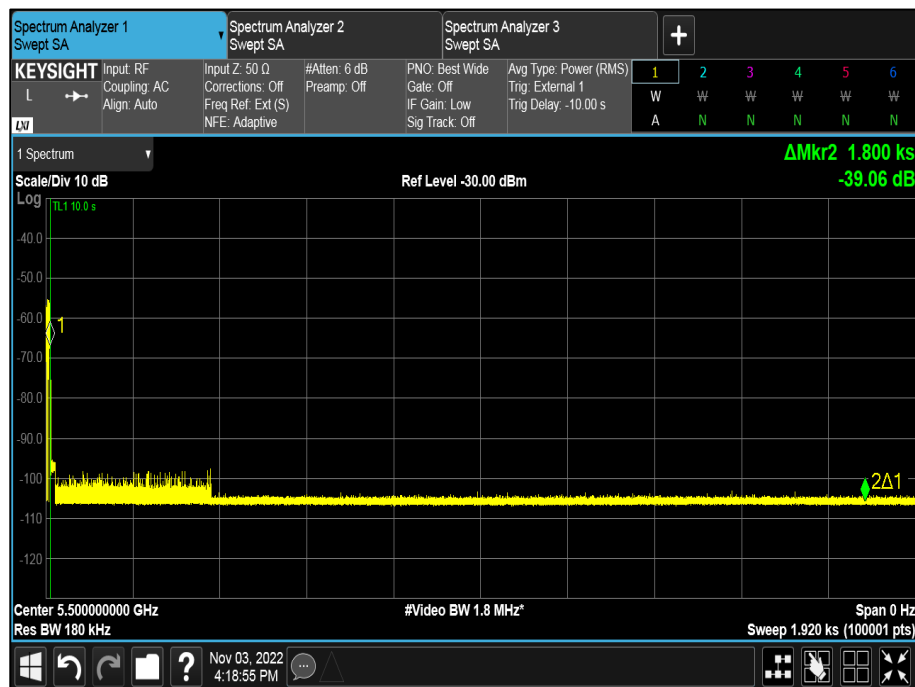 Spectrum Analyzer 1
Swept SA
Spectrum Analyzer 2
Swept SA
Spectrum Analyzer 3
Swept SA
+
KEYSIGHT
L
LXI
Input: RF
Coupling: AC
Align: Auto
Input Z: 50 Ω
Corrections: Off
Freq Ref: Ext (S)
NFE: Adaptive
#Atten: 6 dB
Preamp: Off
PNO: Best Wide
Gate: Off
IF Gain: Low
Sig Track: Off
Avg Type: Power (RMS)
Trig: External 1
Trig Delay: -10.00 s
1 2 3 4 5 6
W W W W W W
A N N N N N
1 Spectrum
ΔMkr2 1.800 ks
-39.06 dB
Scale/Div 10 dB
Ref Level -30.00 dBm
Log
TL1 10.0 s
-40.0
-50.0
-60.0
1
-70.0
-80.0
-90.0
-100
2Δ1
-110
-120
Center 5.500000000 GHz
#Video BW 1.8 MHz*
Span 0 Hz
Res BW 180 kHz
Sweep 1.920 ks (100001 pts)
?
Nov 03, 2022
4:18:55 PM